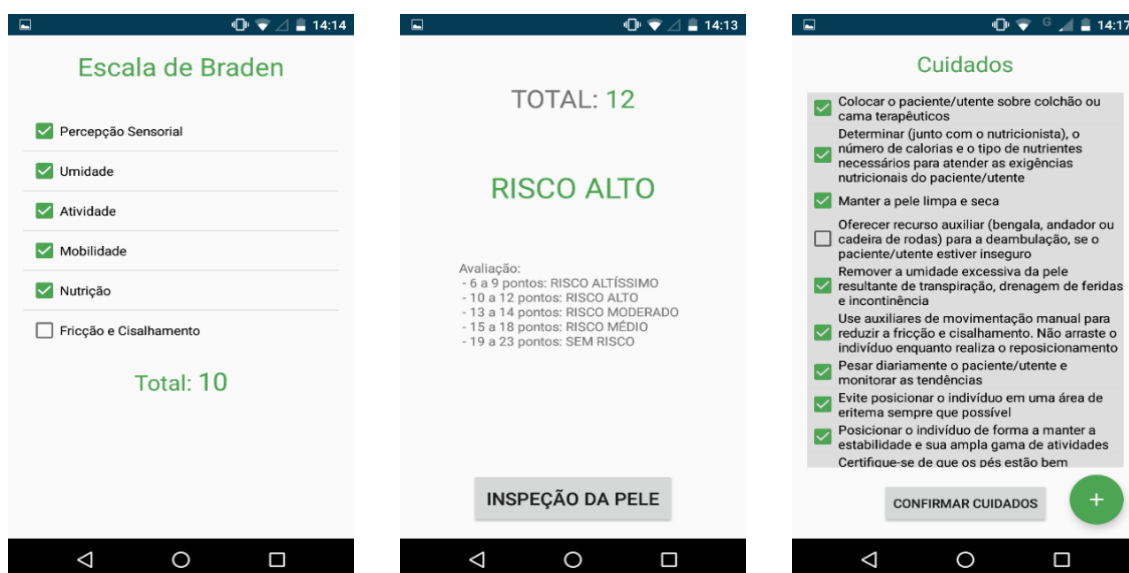 14:14
Escala de Braden
Percepção Sensorial
Umidade
Atividade
Mobilidade
Nutrição
Fricção e Cisalhamento
Total: 10
14:13
TOTAL: 12
RISCO ALTO
Avaliação:
- 6 a 9 pontos: RISCO ALTÍSSIMO
- 10 a 12 pontos: RISCO ALTO
- 13 a 14 pontos: RISCO MODERADO
- 15 a 18 pontos: RISCO MÉDIO
- 19 a 23 pontos: SEM RISCO
INSPEÇÃO DA PELE
G 14:17
Cuidados
Colocar o paciente/utente sobre colchão ou
cama terapêuticos
Determinar (junto com o nutricionista), o
número de calorias e o tipo de nutrientes
necessários para atender as exigências
nutricionais do paciente/utente
Manter a pele limpa e seca
Oferecer recurso auxiliar (bengala, andador ou
cadeira de rodas) para a deambulação, se o
paciente/utente estiver inseguro
Remover a umidade excessiva da pele
resultante de transpiração, drenagem de feridas
e incontinência
Use auxiliares de movimentação manual para
reduzir a fricção e cisalhamento. Não arraste o
indivíduo enquanto realiza o reposicionamento
Pesar diariamente o paciente/utente e
monitorar as tendências
Evite posicionar o indivíduo em uma área de
eritema sempre que possível
Posicionar o indivíduo de forma a manter a
estabilidade e sua ampla gama de atividades
Certifique-se de que os pés estão bem
CONFIRMAR CUIDADOS
+